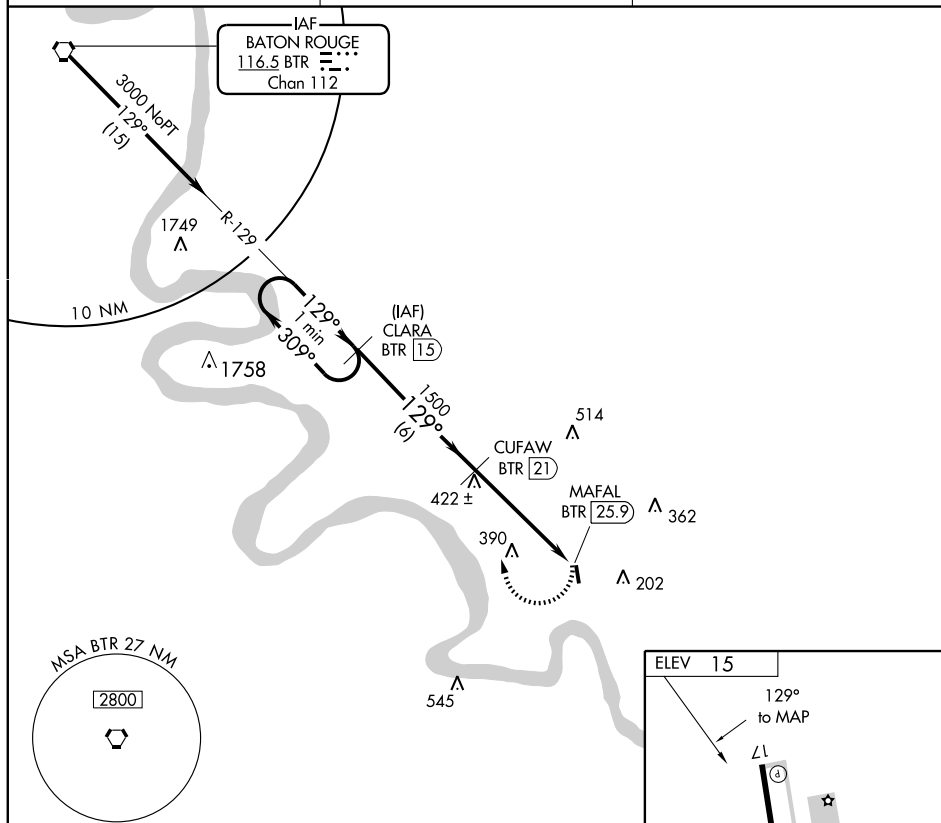 IAF
BATON ROUGE
116.5 BTR
Chan 112
3000 NoPT
129°
(15)
R-129
1749
10 NM
129°
1 min
309°
(IAF)
CLARA
BTR 15
1758
1500
129°
(6)
514
CUFAW
BTR 21
422 ±
MAFAL
BTR 25.9
362
390
202
MSA BTR 27 NM
2800
545
ELEV 15
129°
to MAP
17
P